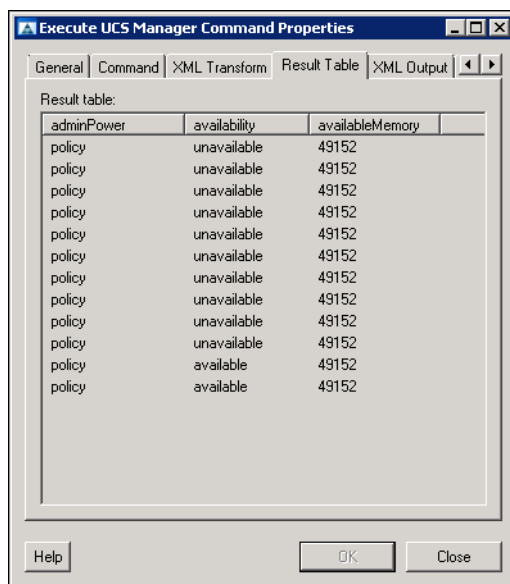 Execute UCS Manager Command Properties
General Command XML Transform Result Table XML Output
Result table:
adminPower availability availableMemory
policy unavailable 49152
policy unavailable 49152
policy unavailable 49152
policy unavailable 49152
policy unavailable 49152
policy unavailable 49152
policy unavailable 49152
policy unavailable 49152
policy unavailable 49152
policy unavailable 49152
policy available 49152
policy available 49152
Help OK Close